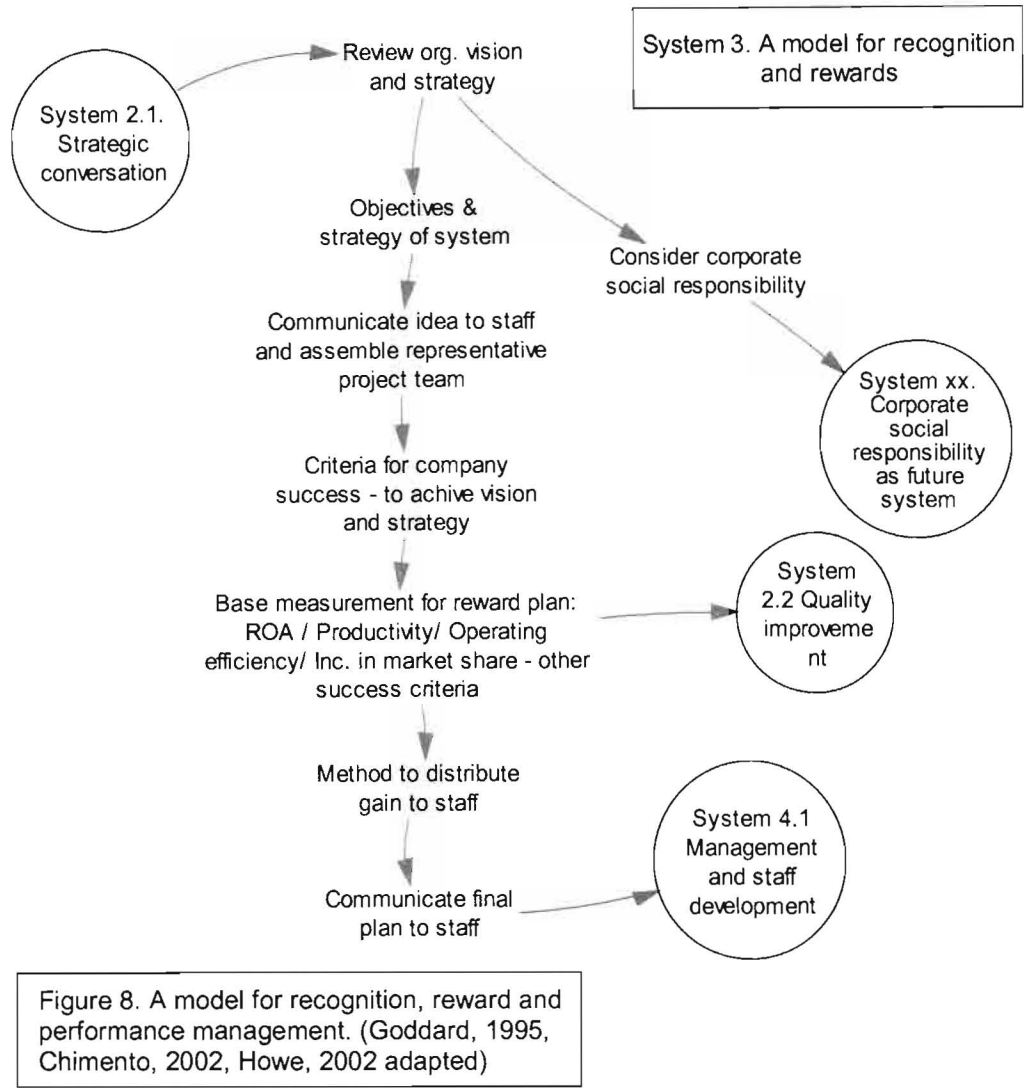 Review org. vision
and strategy
System 3. A model for recognition
and rewards
System 2.1.
Strategic
conversation
Objectives &
strategy of system
Consider corporate
social responsibility
Communicate idea to staff
and assemble representative
project team
System xx.
Corporate
social
responsibility
as future
system
Criteria for company
success - to achive vision
and strategy
Base measurement for reward plan:
ROA / Productivity/ Operating
efficiency/ Inc. in market share - other
success criteria
System
2.2 Quality
improveme
nt
Method to distribute
gain to staff
System 4.1
Management
and staff
development
Communicate final
plan to staff
Figure 8. A model for recognition, reward and
performance management. (Goddard, 1995,
Chimento, 2002, Howe, 2002 adapted)